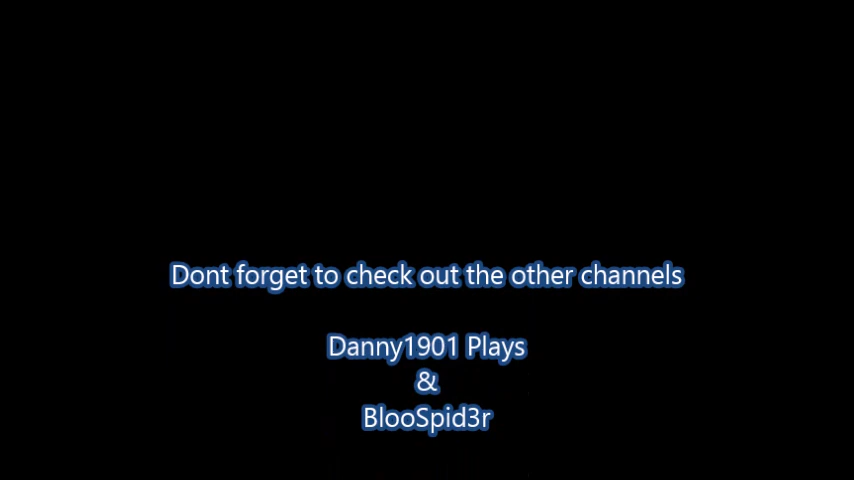 Dont forget to check out the other channels
Danny1901 Plays
&
BlooSpid3r